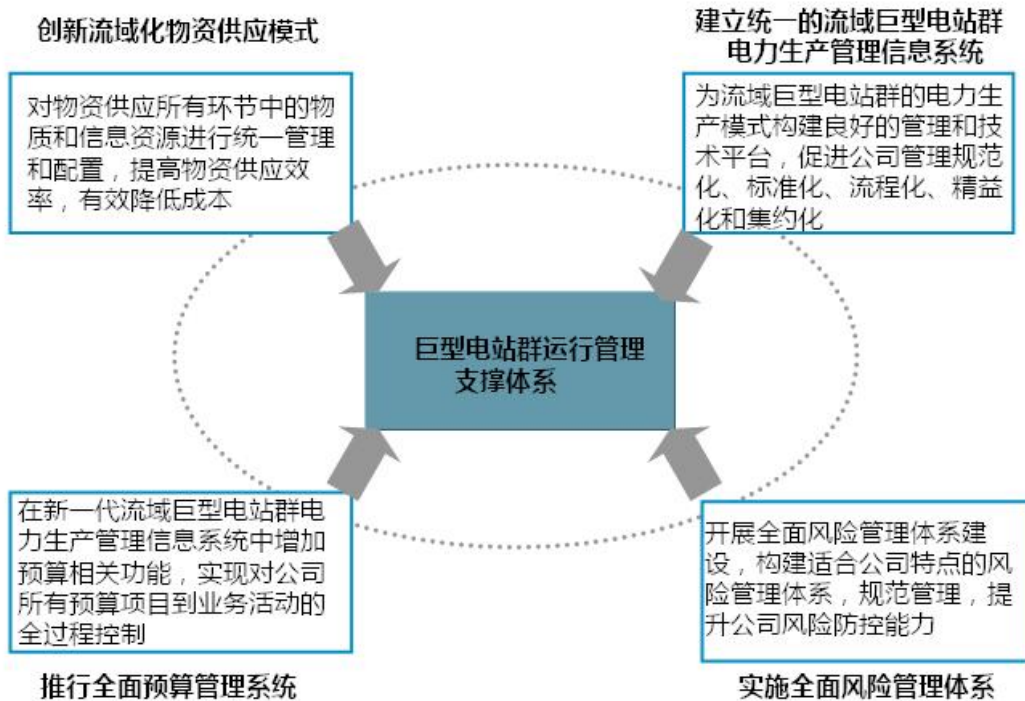 创新流域化物资供应模式
对物资供应所有环节中的物
质和信息资源进行统一管理
和配置，提高物资供应效
率，有效降低成本
建立统一的流域巨型电站群
电力生产管理信息系统
为流域巨型电站群的电力生
产模式构建良好的管理和技
术平台，促进公司管理规范
化、标准化、流程化、精益
化和集约化
巨型电站群运行管理
支撑体系
在新一代流域巨型电站群电
力生产管理信息系统中增加
预算相关功能，实现对公司
所有预算项目到业务活动的
全过程控制
推行全面预算管理系统
开展全面风险管理体系建
设，构建适合公司特点的风
险管理体系，规范管理，提
升公司风险防控能力
实施全面风险管理体系